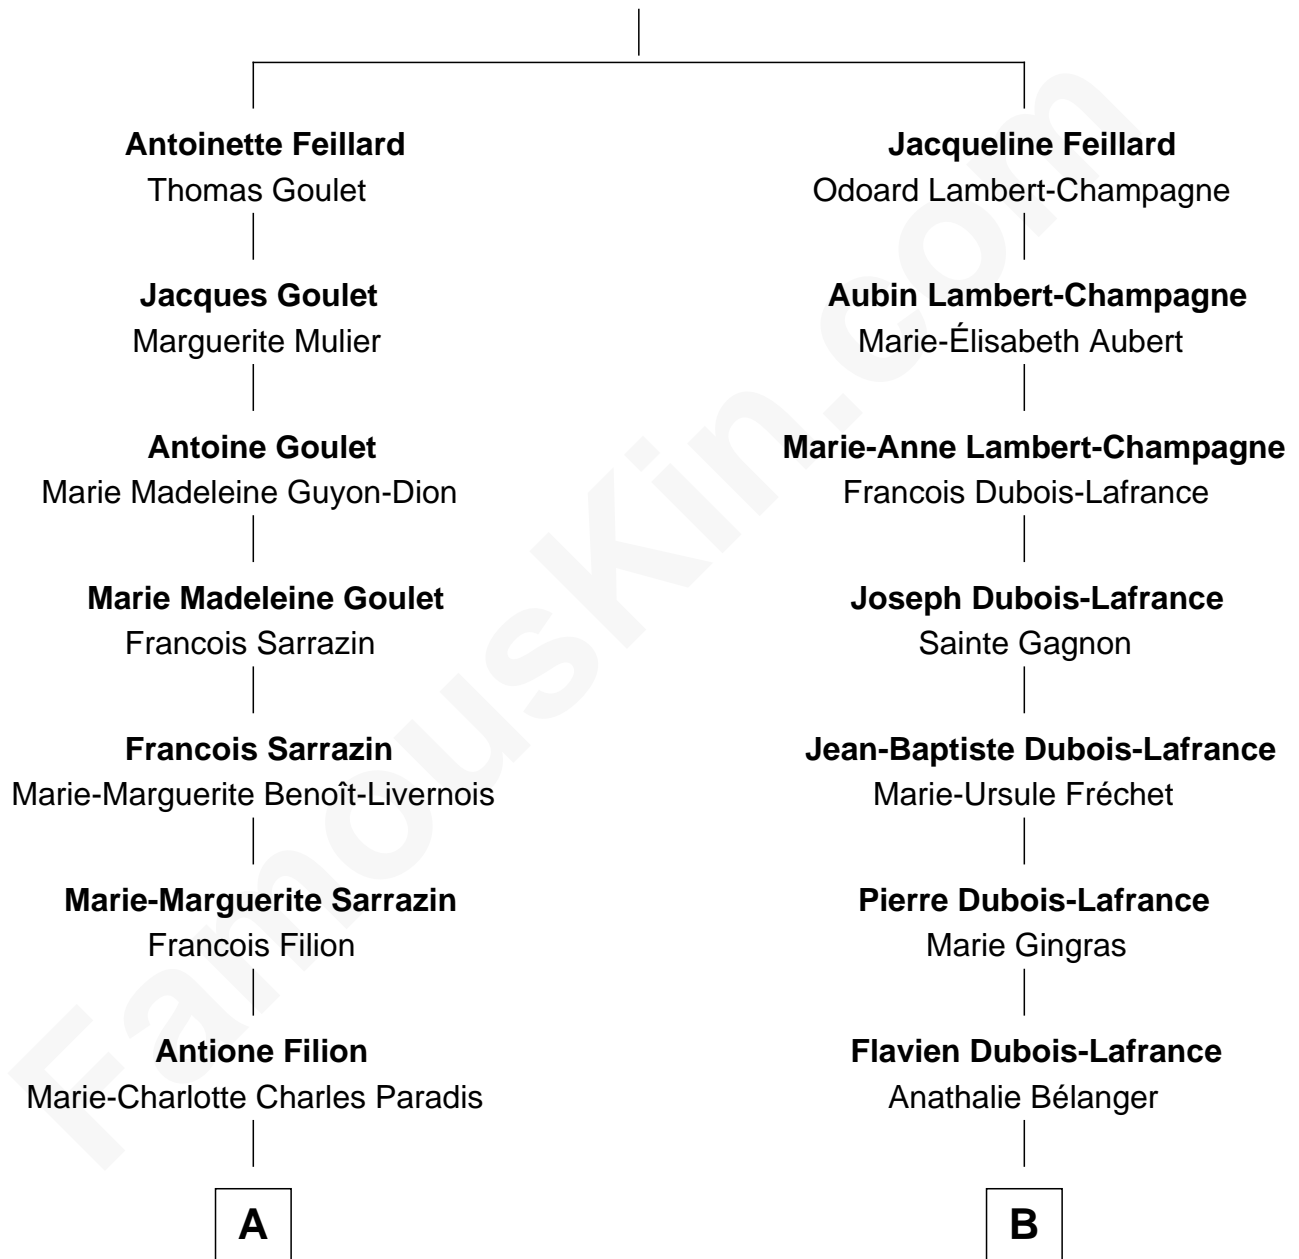 Antoinette Feillard
Thomas Goulet
Jacques Goulet
Marguerite Mulier
Antoine Goulet
Marie Madeleine Guyon-Dion
Marie Madeleine Goulet
Francois Sarrazin
Francois Sarrazin
Marie-Marguerite Benoît-Livernois
Marie-Marguerite Sarrazin
Francois Filion
Antione Filion
Marie-Charlotte Charles Paradis
A
Jacqueline Feillard
Odoard Lambert-Champagne
Aubin Lambert-Champagne
Marie-Élisabeth Aubert
Marie-Anne Lambert-Champagne
Francois Dubois-Lafrance
Joseph Dubois-Lafrance
Sainte Gagnon
Jean-Baptiste Dubois-Lafrance
Marie-Ursule Fréchet
Pierre Dubois-Lafrance
Marie Gingras
Flavien Dubois-Lafrance
Anathalie Bélanger
B
FamousKin.com